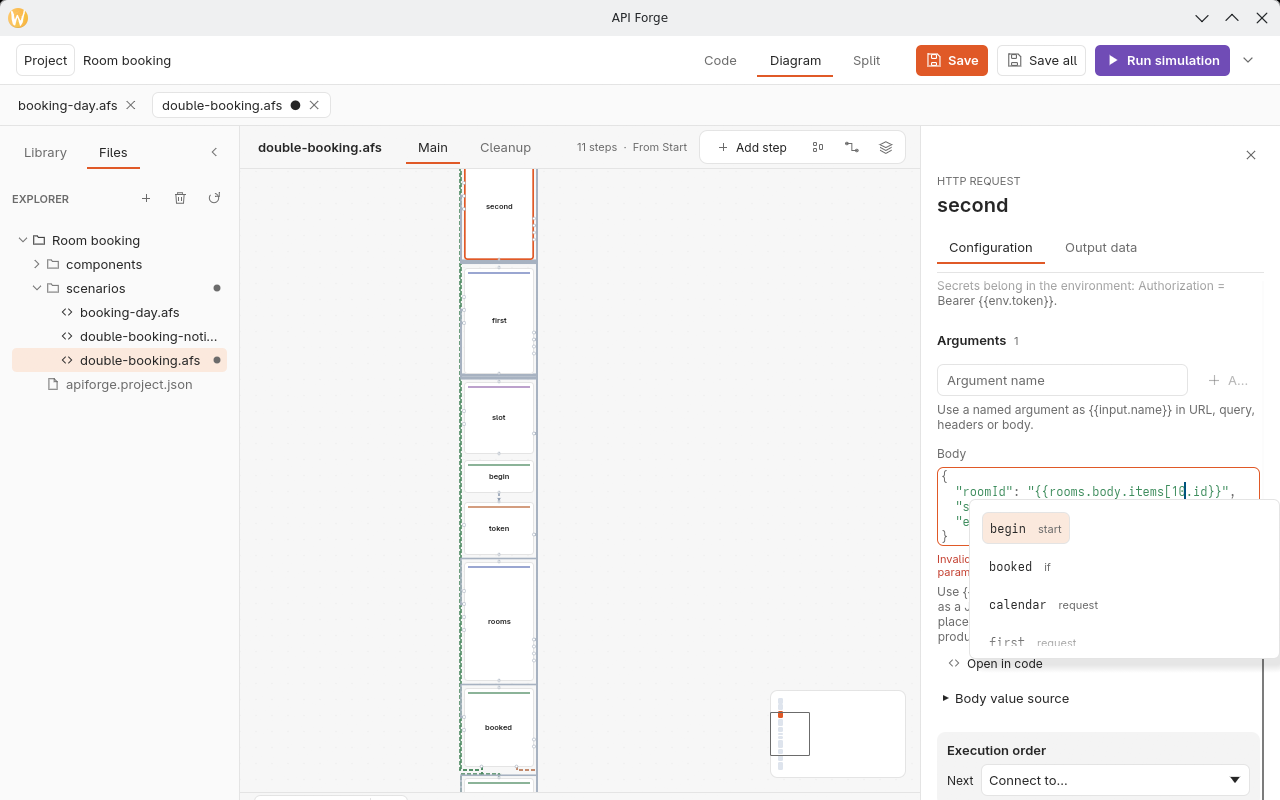 API Forge
Project Room booking Code Diagram Split Save Save all Run simulation
booking-day.afs double-booking.afs
Library Files
double-booking.afs Main Cleanup 11 steps · From Start Add step
EXPLORER
Room booking
components
scenarios
booking-day.afs
double-booking-noti...
double-booking.afs
apiforge.project.json
second
first
slot
begin
token
rooms
booked
HTTP REQUEST
second
Configuration Output data
Secrets belong in the environment: Authorization =
Bearer {{env.token}}.
Arguments 1
Argument name A...
Use a named argument as {{input.name}} in URL, query,
headers or body.
Body
{
"roomId": "{{rooms.body.items[10.id}}",
"s
"e
}
begin start
booked if
calendar request
first request
Open in code
Body value source
Execution order
Next Connect to...